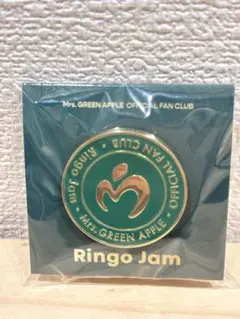 Mrs. GREEN APPLE OFFICIAL FAN CLUB
• Ringo Jam • OFFICIAL FAN CLUB • Mrs. GREEN APPLE
Ringo Jam